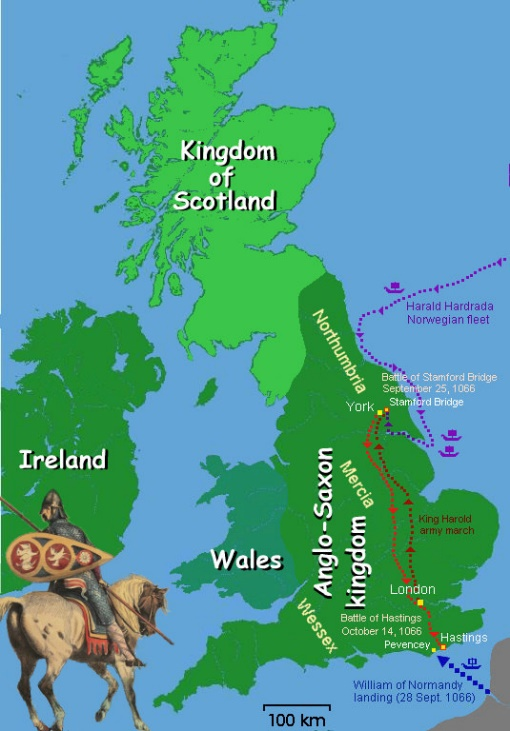 Kingdom
of
Scotland
Harald Hardrada
Norwegian fleet
Northumbria
Battle of Stamford Bridge
September 25, 1066
Stamford Bridge
York
Ireland
Mercia
Anglo-Saxon
kingdom
King Harold
army march
Wales
London
Wessex
Battle of Hastings
October 14, 1066
Hastings
Pevencey
William of Normandy
landing (28 Sept. 1066)
100 km